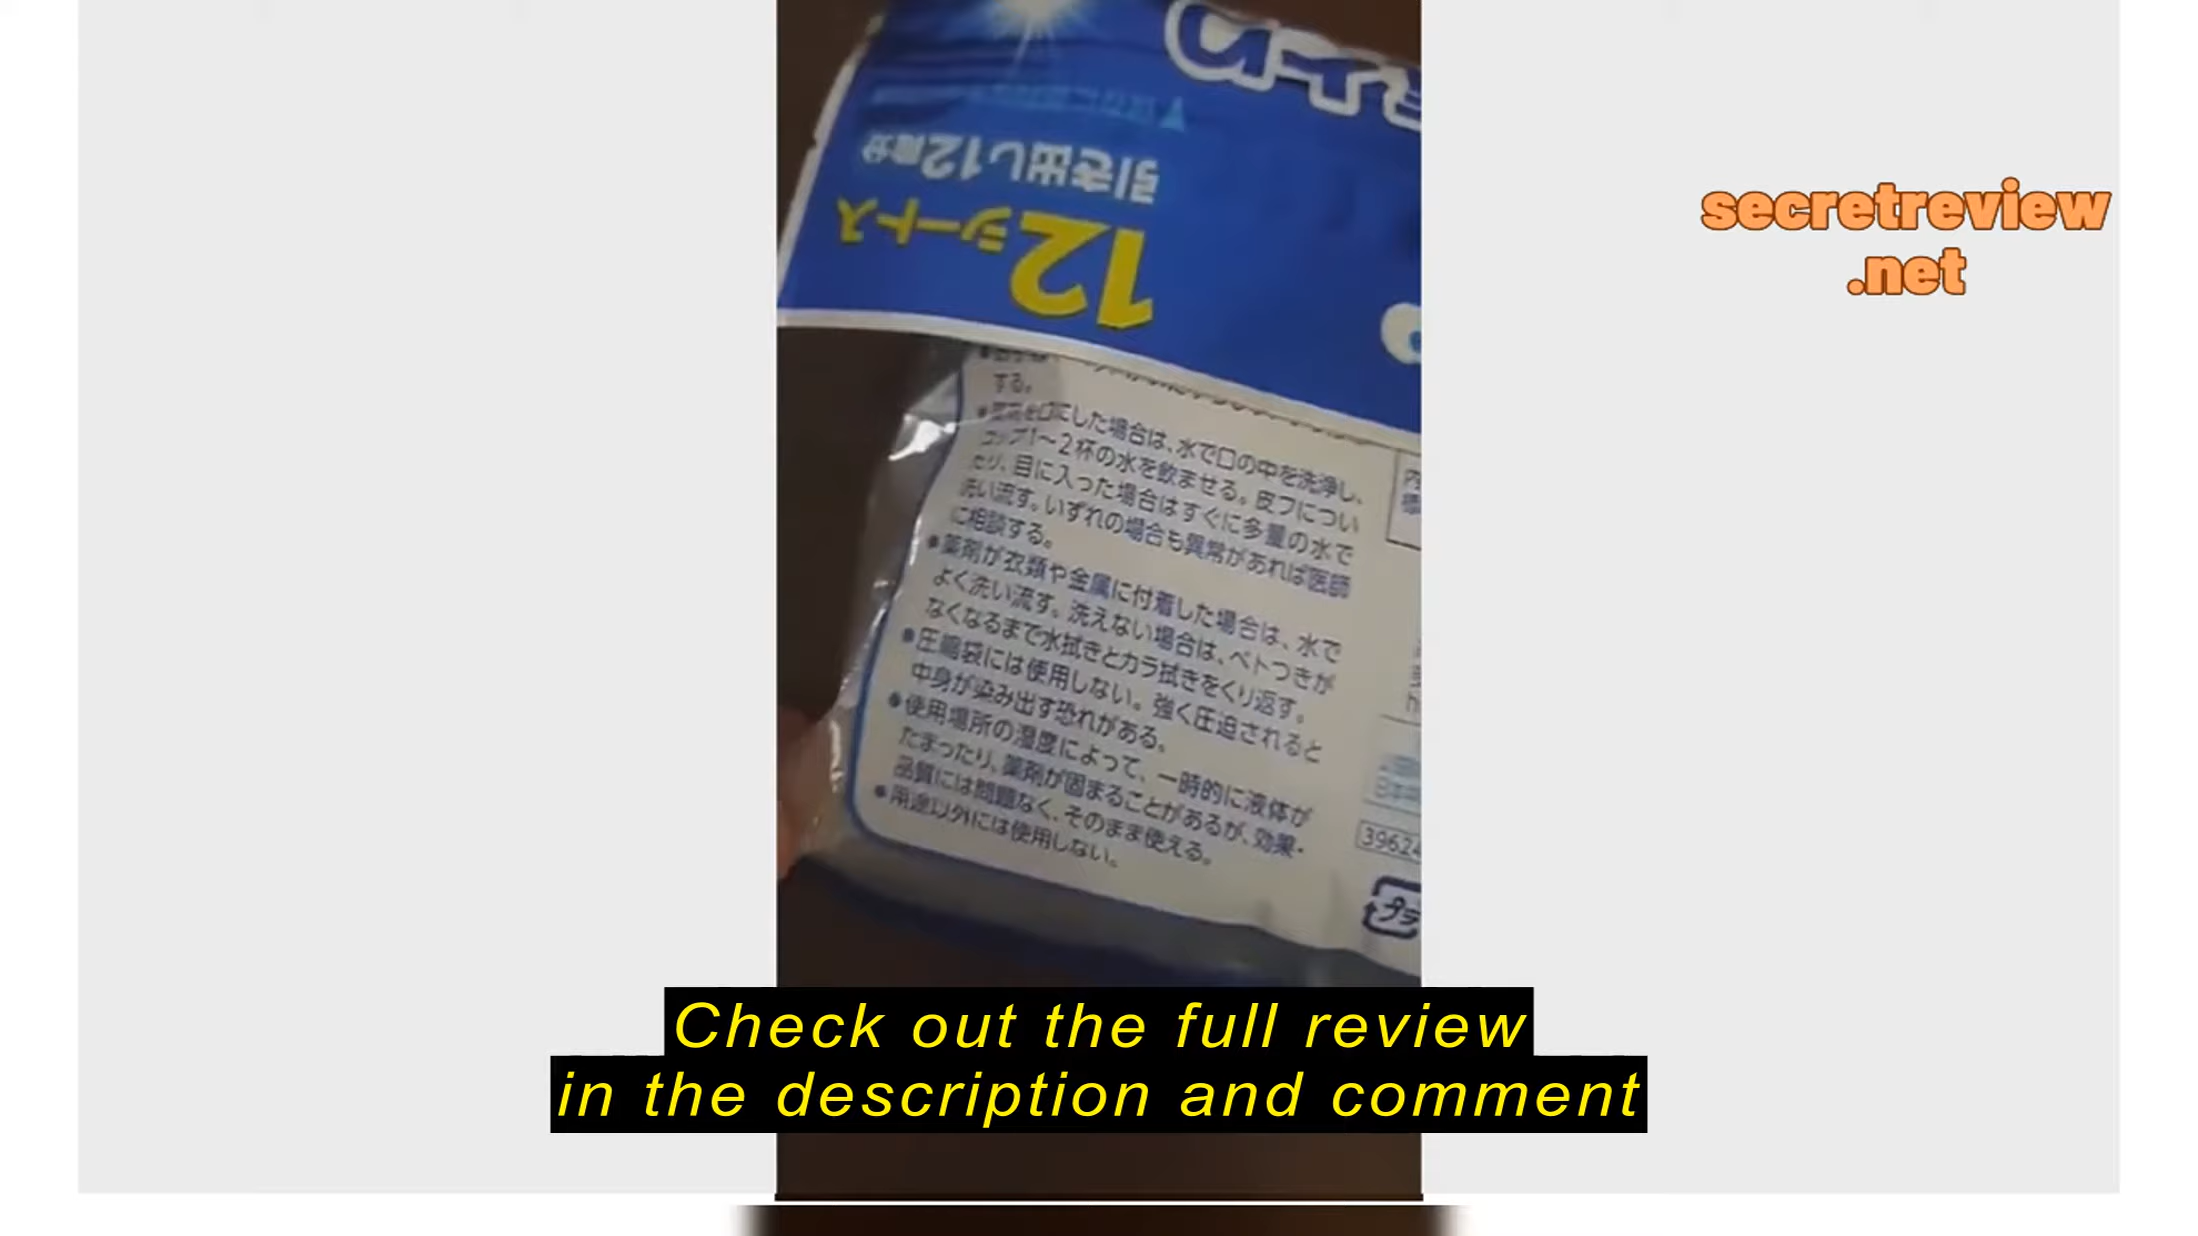 secretreview
.net
引き出し12回分
12シートス
する。
口にした場合は、水で口の中を洗浄し、
コップ1〜2杯の水を飲ませる。皮フについ
たり、目に入った場合はすぐに多量の水で
洗い流す。いずれの場合も異常があれば医師
に相談する。
●薬剤が衣類や金属に付着した場合は、水で
よく洗い流す。洗えない場合は、ベトつきが
なくなるまで水拭きとカラ拭きをくり返す。
●圧縮袋には使用しない。強く圧迫されると
中身が染み出す恐れがある。
●使用場所の湿度によって、一時的に液体が
たまったり、薬剤が固まることがあるが、効果・
品質には問題なく、そのまま使える。
●用途以外には使用しない。
3962
プラ
Check out the full review
in the description and comment